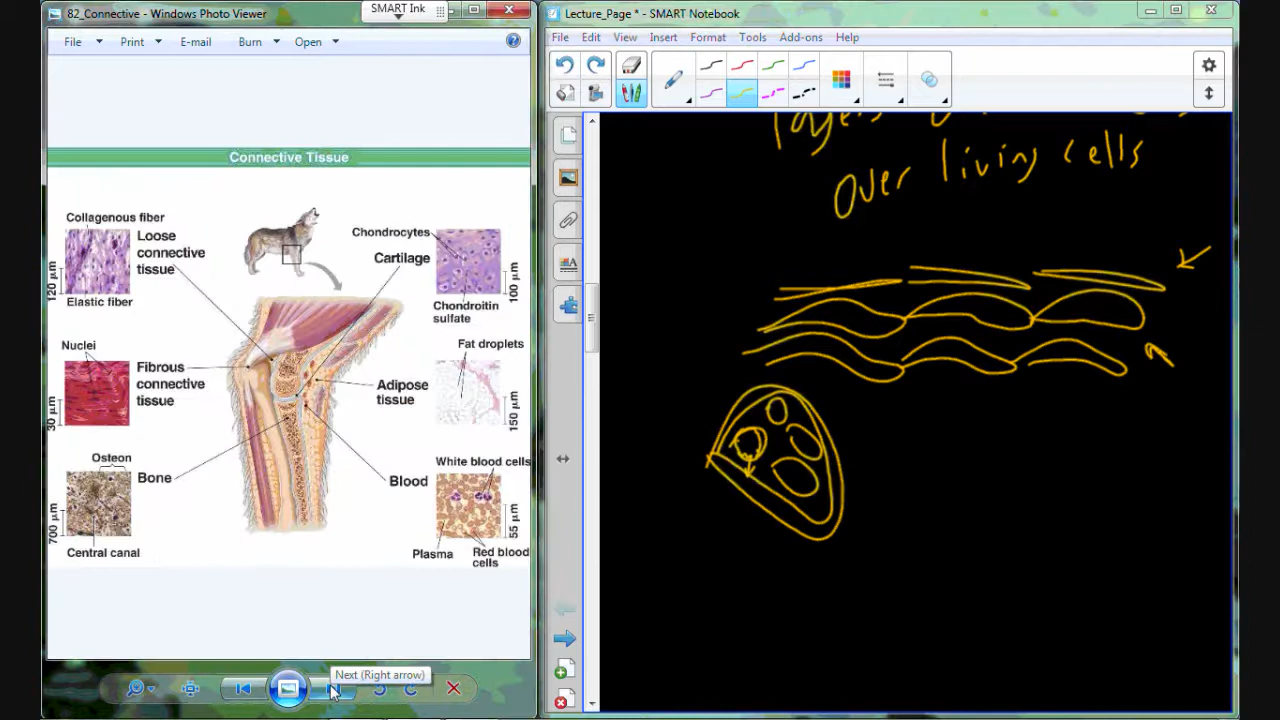 82_Connective - Windows Photo Viewer
SMART Ink
File Print E-mail Burn Open
Connective Tissue
Collagenous fiber
Loose
connective
tissue
120 µm
Elastic fiber
Nuclei
Fibrous
connective
tissue
30 µm
Osteon
Bone
700 µm
Central canal
Chondrocytes
Cartilage
100 µm
Chondroitin
sulfate
Fat droplets
Adipose
tissue
150 µm
White blood cells
Blood
55 µm
Plasma
Red blood
cells
Next (Right arrow)
Lecture_Page * - SMART Notebook
File Edit View Insert Format Tools Add-ons Help
layers
over living cells